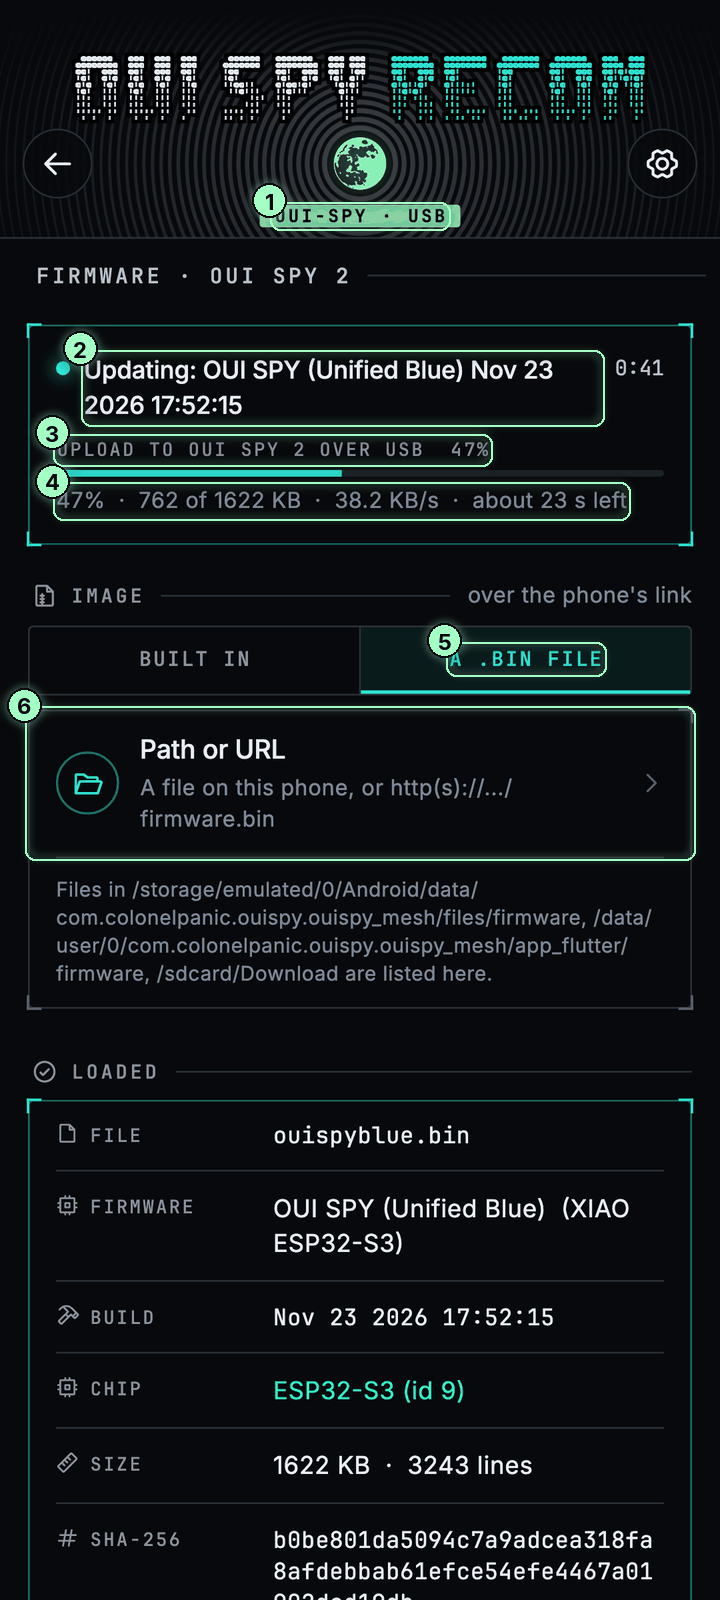 OUI SPY RECON
1
OUI-SPY · USB
FIRMWARE · OUI SPY 2
2
Updating: OUI SPY (Unified Blue) Nov 23
2026 17:52:15
0:41
3
UPLOAD TO OUI SPY 2 OVER USB 47%
4
47% · 762 of 1622 KB · 38.2 KB/s · about 23 s left
IMAGE
over the phone's link
BUILT IN
5
A .BIN FILE
6
Path or URL
A file on this phone, or http(s)://.../
firmware.bin
Files in /storage/emulated/0/Android/data/
com.colonelpanic.ouispy.ouispy_mesh/files/firmware, /data/
user/0/com.colonelpanic.ouispy.ouispy_mesh/app_flutter/
firmware, /sdcard/Download are listed here.
LOADED
FILE
ouispyblue.bin
FIRMWARE
OUI SPY (Unified Blue) (XIAO
ESP32-S3)
BUILD
Nov 23 2026 17:52:15
CHIP
ESP32-S3 (id 9)
SIZE
1622 KB · 3243 lines
SHA-256
b0be801da5094c7a9adcea318fa
8afdebbab61efce54efe4467a01